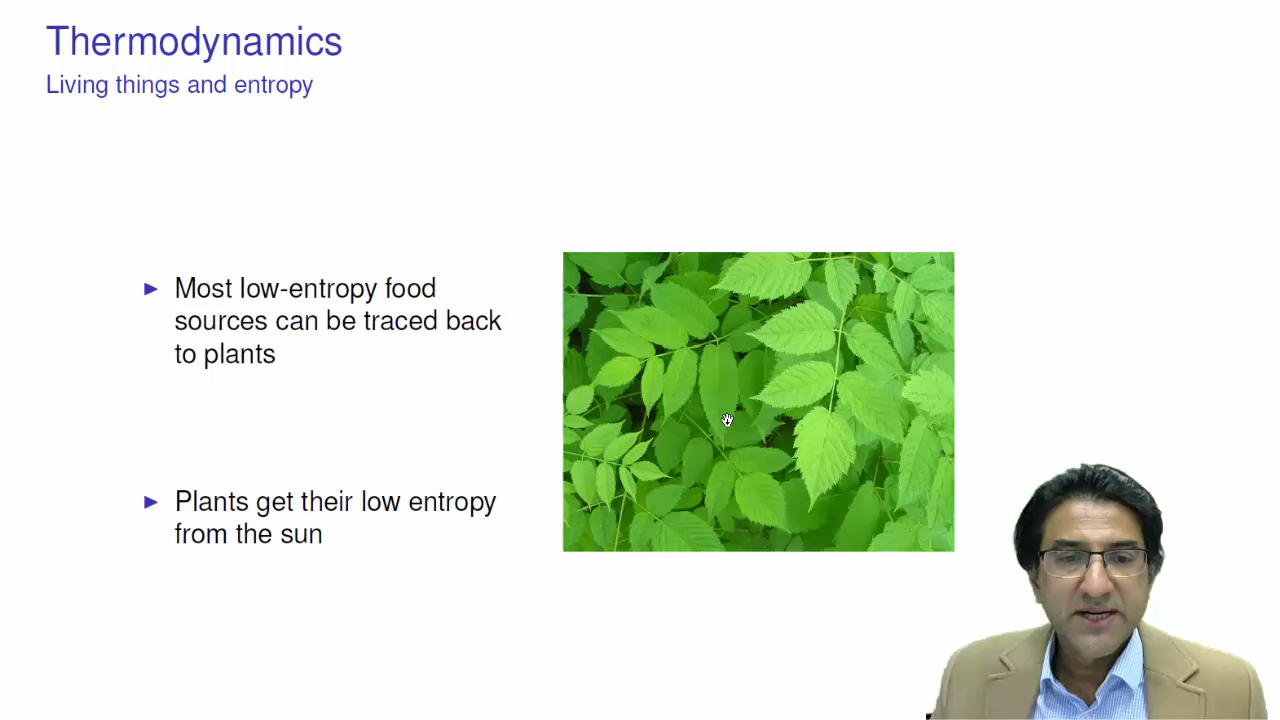 Thermodynamics
Living things and entropy
Most low-entropy food
sources can be traced back
to plants
Plants get their low entropy
from the sun